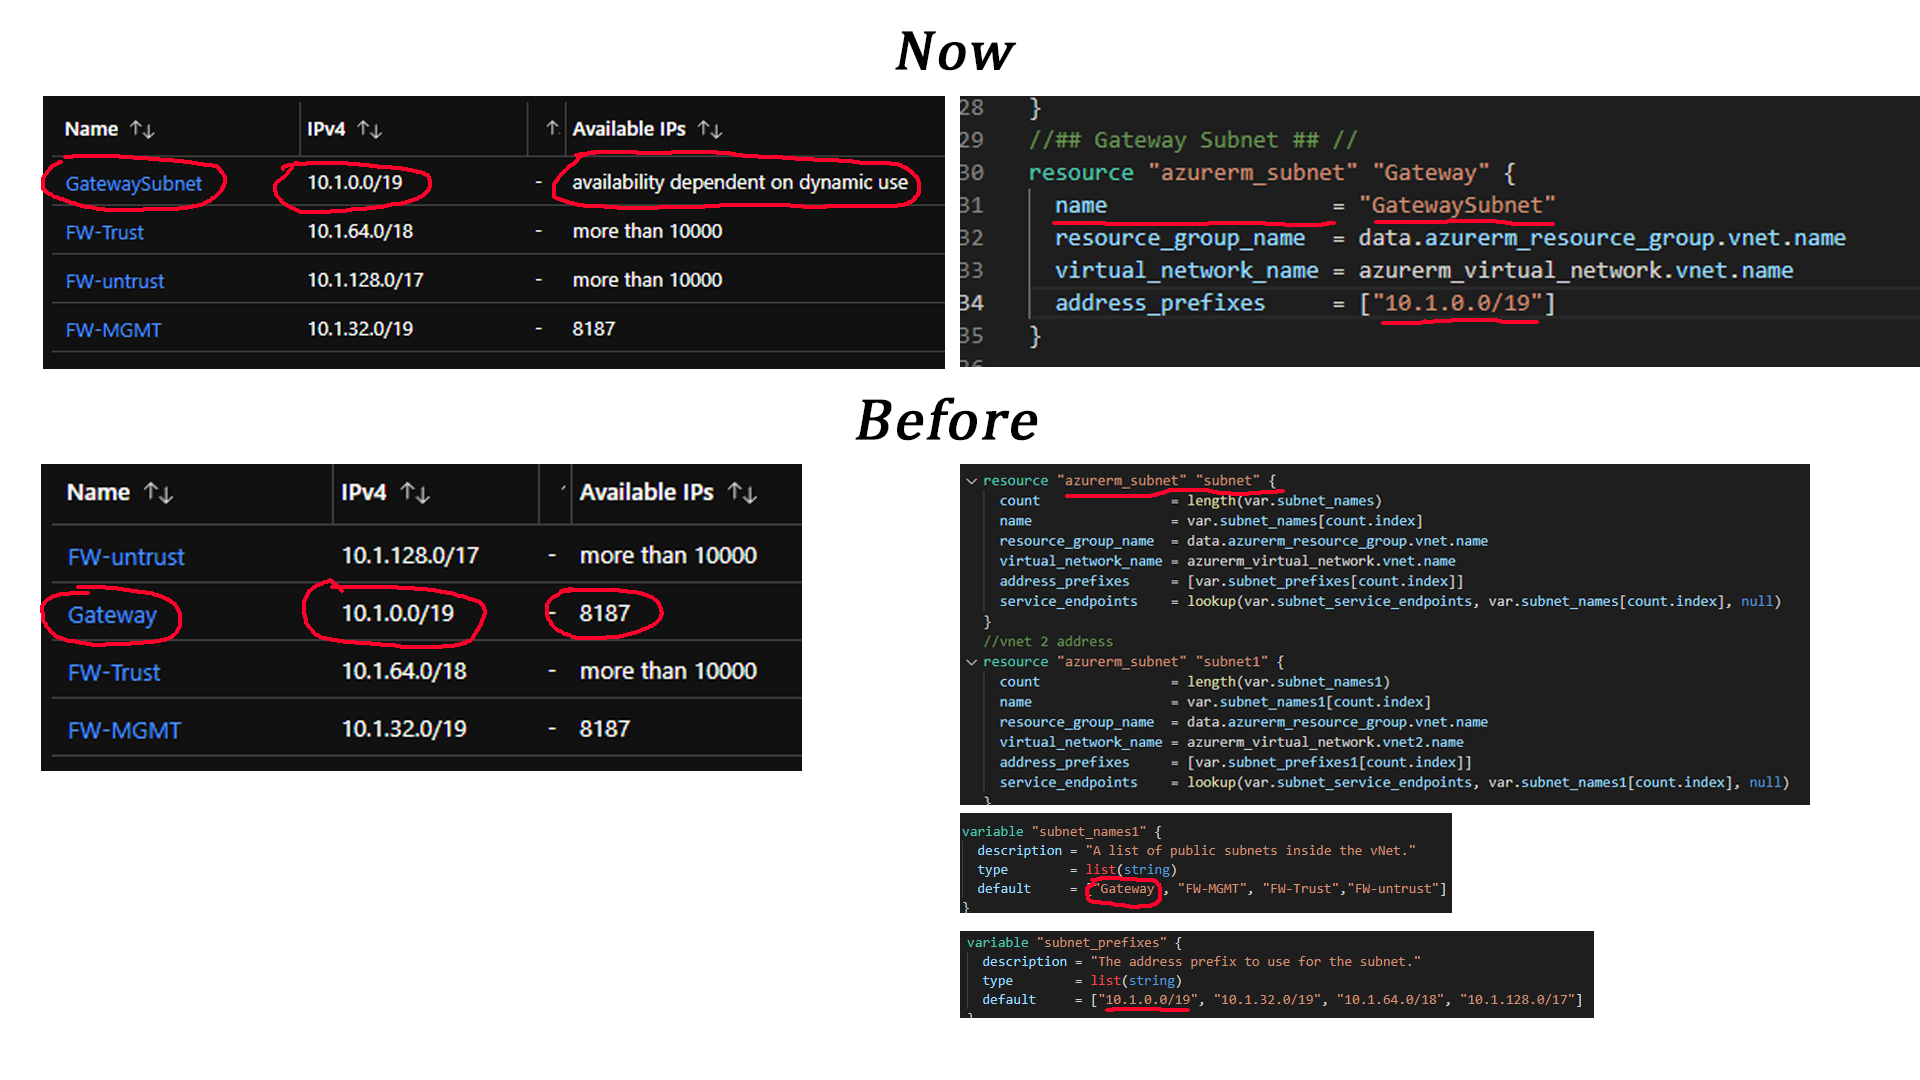 Now
Name ↑↓ IPv4 ↑↓ ↑ Available IPs ↑↓
GatewaySubnet 10.1.0.0/19 - availability dependent on dynamic use
FW-Trust 10.1.64.0/18 - more than 10000
FW-untrust 10.1.128.0/17 - more than 10000
FW-MGMT 10.1.32.0/19 - 8187
28 }
29 //## Gateway Subnet ## //
30 resource "azurerm_subnet" "Gateway" {
31 name = "GatewaySubnet"
32 resource_group_name = data.azurerm_resource_group.vnet.name
33 virtual_network_name = azurerm_virtual_network.vnet.name
34 address_prefixes = ["10.1.0.0/19"]
35 }
Before
Name ↑↓ IPv4 ↑↓ Available IPs ↑↓
FW-untrust 10.1.128.0/17 - more than 10000
Gateway 10.1.0.0/19 - 8187
FW-Trust 10.1.64.0/18 - more than 10000
FW-MGMT 10.1.32.0/19 - 8187
resource "azurerm_subnet" "subnet" {
count = length(var.subnet_names)
name = var.subnet_names[count.index]
resource_group_name = data.azurerm_resource_group.vnet.name
virtual_network_name = azurerm_virtual_network.vnet.name
address_prefixes = [var.subnet_prefixes[count.index]]
service_endpoints = lookup(var.subnet_service_endpoints, var.subnet_names[count.index], null)
}
//vnet 2 address
resource "azurerm_subnet" "subnet1" {
count = length(var.subnet_names1)
name = var.subnet_names1[count.index]
resource_group_name = data.azurerm_resource_group.vnet.name
virtual_network_name = azurerm_virtual_network.vnet2.name
address_prefixes = [var.subnet_prefixes1[count.index]]
service_endpoints = lookup(var.subnet_service_endpoints, var.subnet_names1[count.index], null)
}
variable "subnet_names1" {
description = "A list of public subnets inside the vNet."
type = list(string)
default = ["Gateway", "FW-MGMT", "FW-Trust","FW-untrust"]
}
variable "subnet_prefixes" {
description = "The address prefix to use for the subnet."
type = list(string)
default = ["10.1.0.0/19", "10.1.32.0/19", "10.1.64.0/18", "10.1.128.0/17"]
}